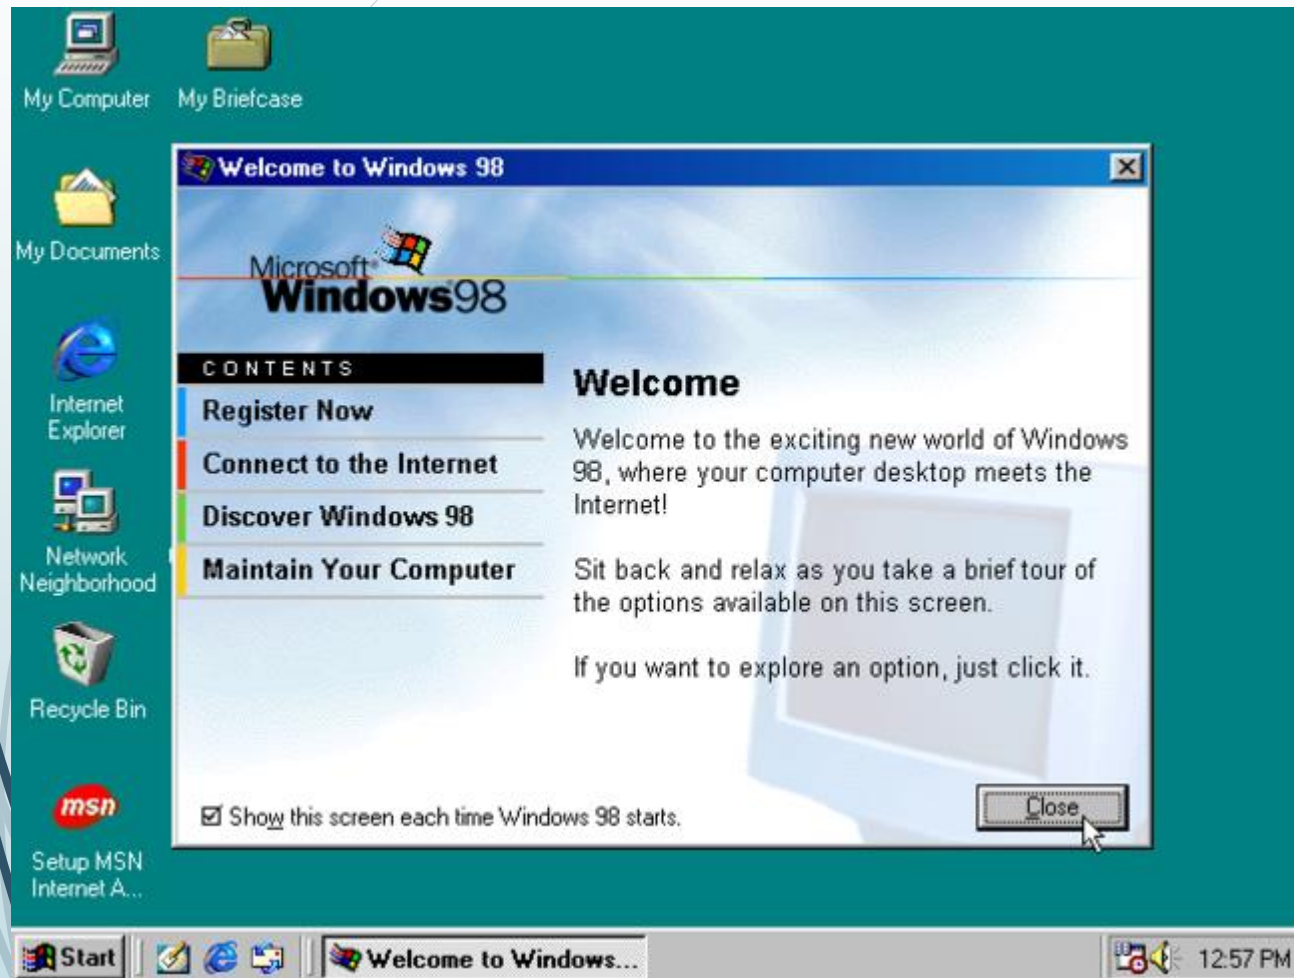 My Computer
My Briefcase
My Documents
Internet
Explorer
Network
Neighborhood
Recycle Bin
msn
Setup MSN
Internet A...
Welcome to Windows 98
Microsoft
Windows 98
CONTENTS
Register Now
Connect to the Internet
Discover Windows 98
Maintain Your Computer
Welcome
Welcome to the exciting new world of Windows
98, where your computer desktop meets the
Internet!
Sit back and relax as you take a brief tour of
the options available on this screen.
If you want to explore an option, just click it.
Show this screen each time Windows 98 starts.
Close
Start
Welcome to Windows...
12:57 PM